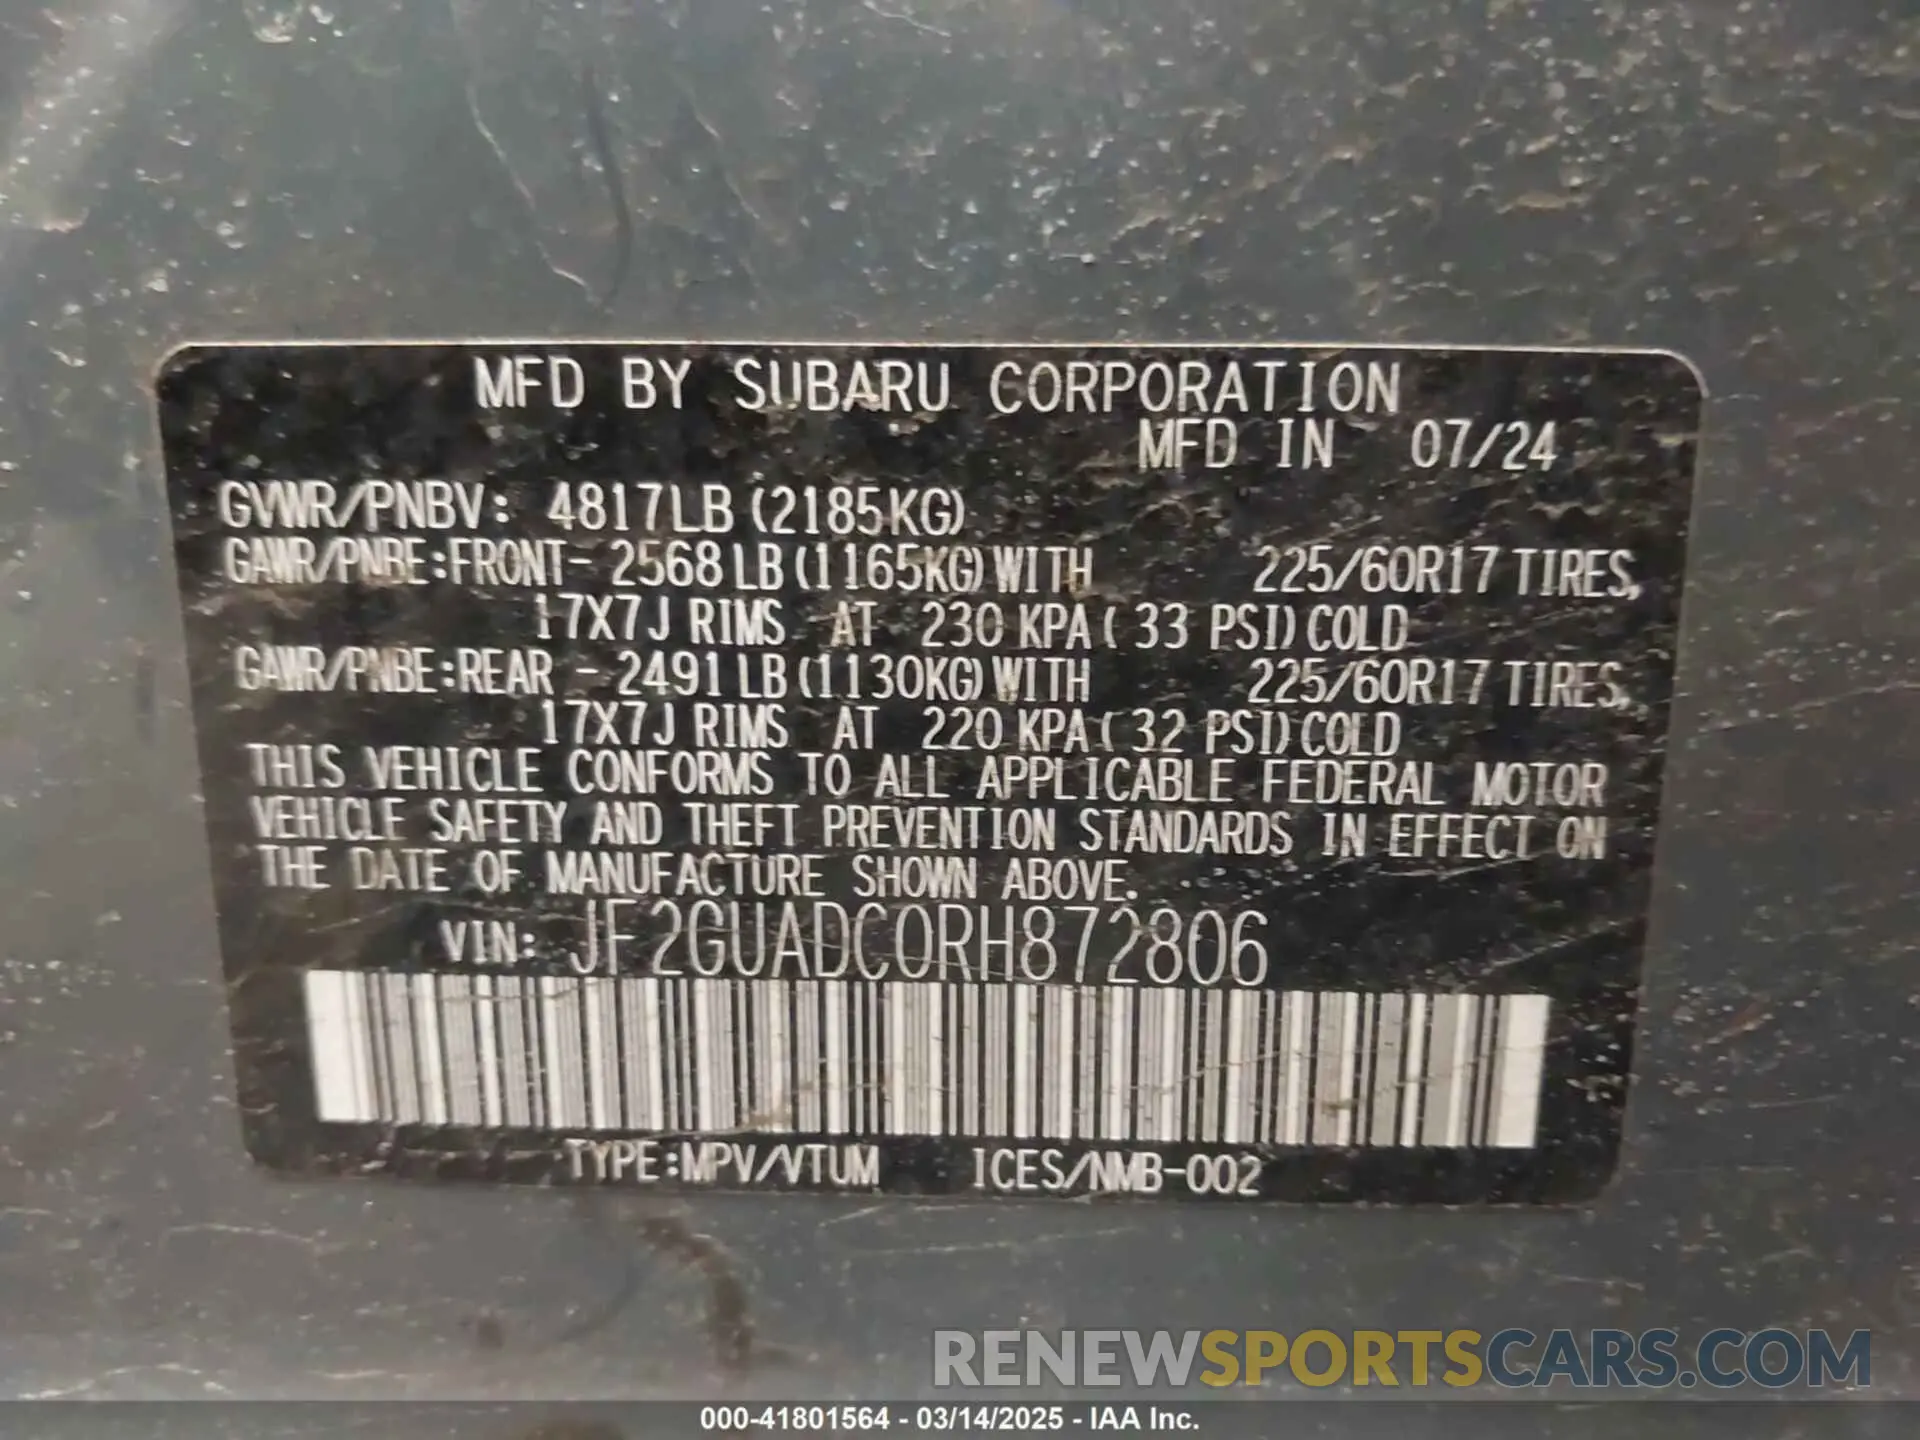 MFD BY SUBARU CORPORATION
MFD IN 07/24
GVWR/PNBV: 4817LB (2185KG)
GAWR/PNBE:FRONT- 2568 LB (1165KG) WITH 225/60R17 TIRES,
17X7J RIMS AT 230 KPA ( 33 PSI) COLD
GAWR/PNBE:REAR - 2491 LB (1130KG) WITH 225/60R17 TIRES,
17X7J RIMS AT 220 KPA ( 32 PSI) COLD
THIS VEHICLE CONFORMS TO ALL APPLICABLE FEDERAL MOTOR
VEHICLE SAFETY AND THEFT PREVENTION STANDARDS IN EFFECT ON
THE DATE OF MANUFACTURE SHOWN ABOVE.
VIN: JF2GUADC0RH872806
TYPE:MPV/VTUM ICES/NMB-002
RENEWSPORTSCARS.COM
000-41801564 - 03/14/2025 - IAA Inc.